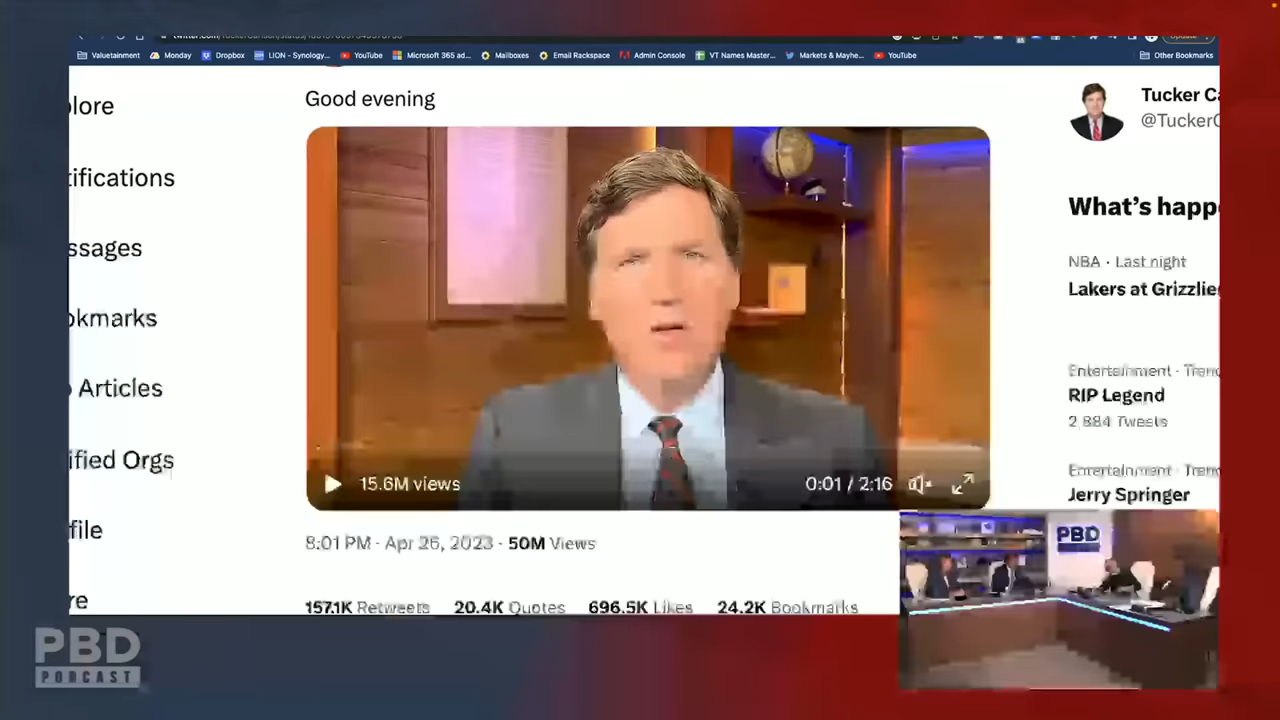 Valuetainment Monday Dropbox LION - Synology... YouTube Microsoft 365 ad... Mailboxes Email Rackspace Admin Console VT Names Master... Markets & Mayhe... YouTube Other Bookmarks
Good evening
Tucker Ca
@TuckerC
plore
tifications
ssages
okmarks
Articles
ified Orgs
file
re
What's happ
NBA · Last night
Lakers at Grizzlie
Entertainment · Tren
RIP Legend
2,884 Tweets
Entertainment · Tren
Jerry Springer
15.6M views
0:01 / 2:16
8:01 PM · Apr 26, 2023 · 50M Views
157.1K Retweets 20.4K Quotes 696.5K Likes 24.2K Bookmarks
PBD
PBD
PODCAST